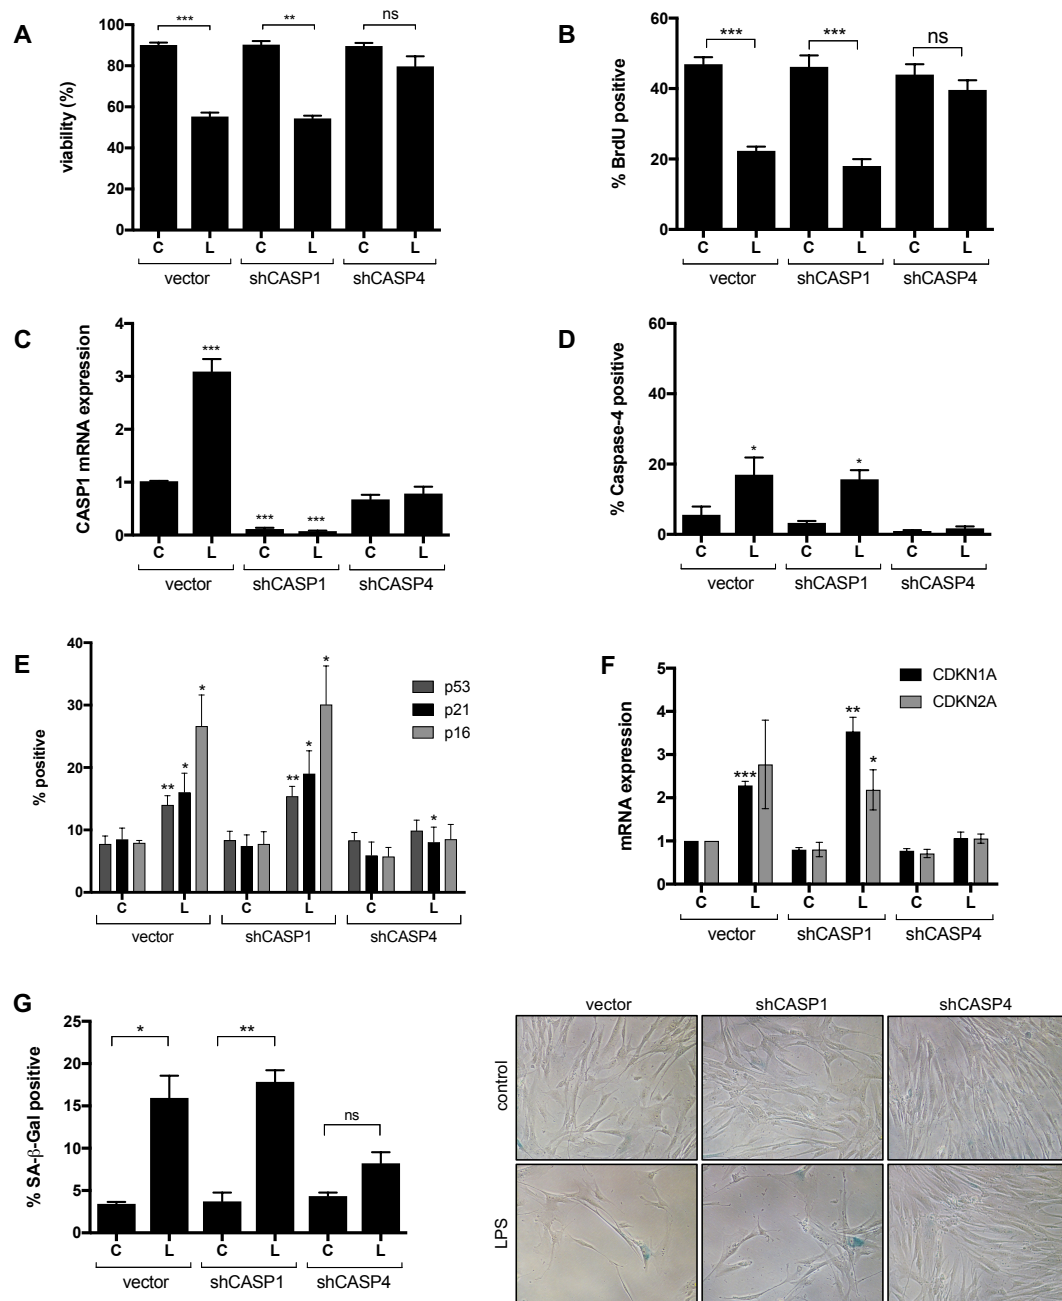 A
viability (%)
100
80
60
40
20
0
*** ** ns
C L C L C L
vector shCASP1 shCASP4
B
% BrdU positive
60
40
20
0
*** *** ns
C L C L C L
vector shCASP1 shCASP4
C
CASP1 mRNA expression
4
3
2
1
0
***
*** ***
C L C L C L
vector shCASP1 shCASP4
D
% Caspase-4 positive
60
40
20
0
* *
C L C L C L
vector shCASP1 shCASP4
E
% positive
40
30
20
10
0
p53
p21
p16
** * * ** * * *
C L C L C L
vector shCASP1 shCASP4
F
mRNA expression
5
4
3
2
1
0
CDKN1A
CDKN2A
*** ** *
C L C L C L
vector shCASP1 shCASP4
G
% SA-β-Gal positive
25
20
15
10
5
0
* ** ns
C L C L C L
vector shCASP1 shCASP4
vector shCASP1 shCASP4
control
LPS